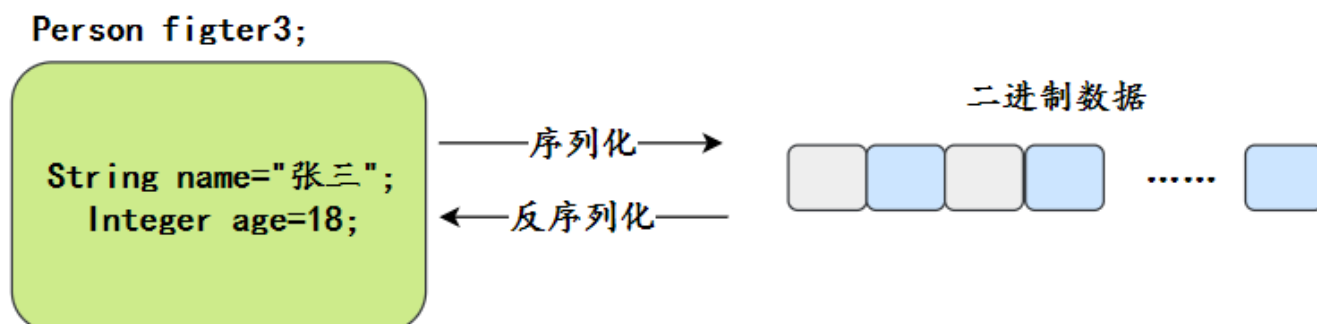 Person figter3;
String name="张三";
Integer age=18;
序列化
反序列化
二进制数据
……